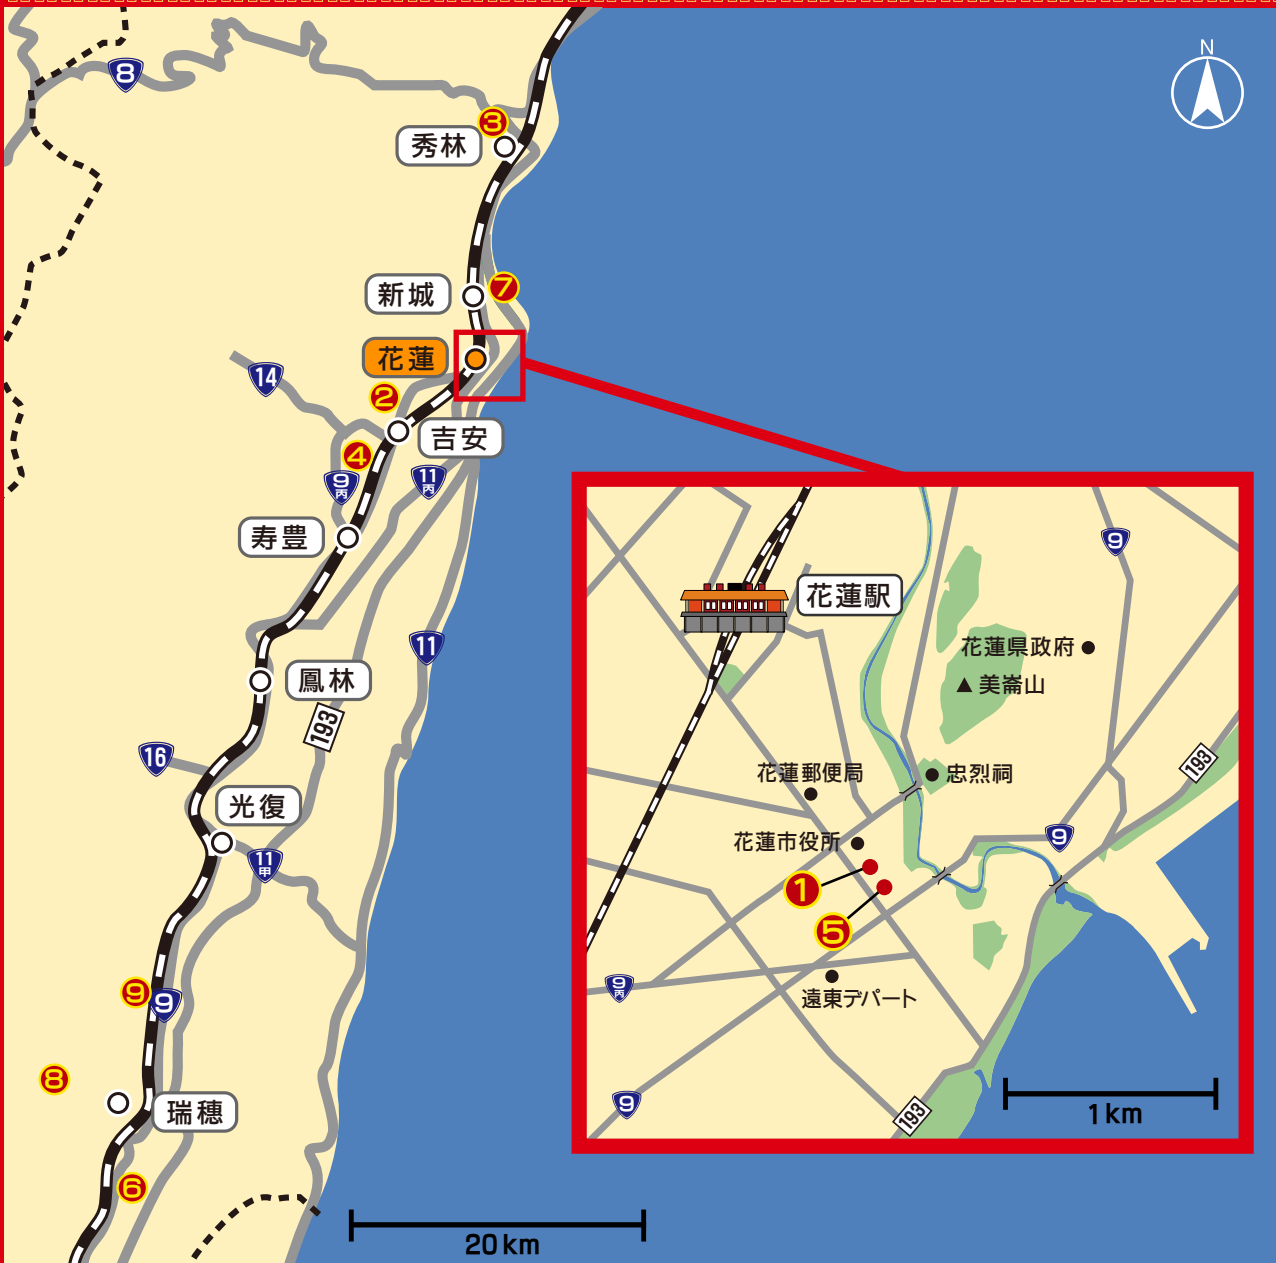 N
8
3
秀林
7
新城
花蓮
14
2
吉安
4
9丙
11丙
寿豊
11
鳳林
193
16
光復
11甲
9
9
8
瑞穂
6
20km
9
花蓮駅
花蓮県政府
▲美崙山
193
花蓮郵便局
忠烈祠
花蓮市役所
9
1
5
9丙
遠東デパート
9
193
1km